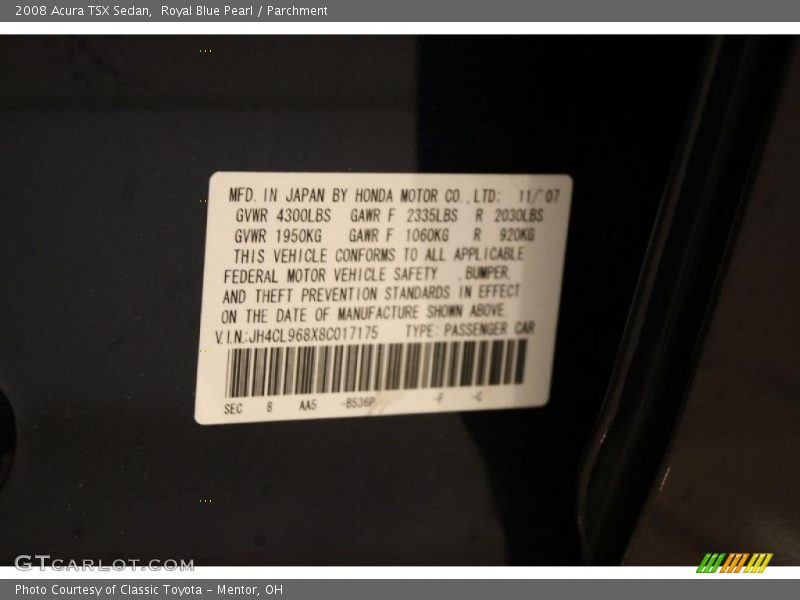 2008 Acura TSX Sedan,  Royal Blue Pearl / Parchment
MFD. IN JAPAN BY HONDA MOTOR CO.,LTD: 11/ 07
GVWR 4300LBS GAWR F 2335LBS R 2030LBS
GVWR 1950KG GAWR F 1060KG R 920KG
THIS VEHICLE CONFORMS TO ALL APPLICABLE
FEDERAL MOTOR VEHICLE SAFETY ,BUMPER,
AND THEFT PREVENTION STANDARDS IN EFFECT
ON THE DATE OF MANUFACTURE SHOWN ABOVE.
V.I.N.:JH4CL968X8C017175 TYPE: PASSENGER CAR
SEC 8 AA5 -B536P -F -C
GTCARLOT.COM
Photo Courtesy of Classic Toyota - Mentor, OH